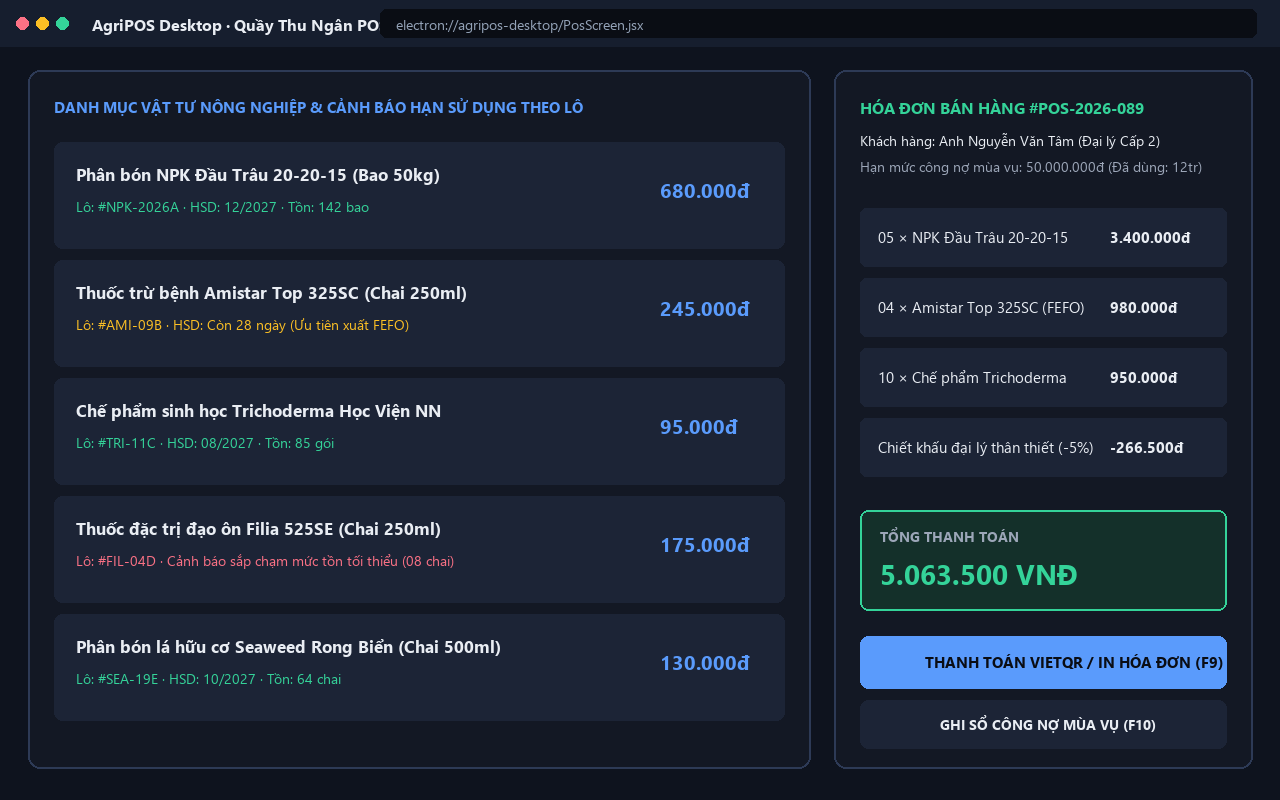 AgriPOS Desktop · Quầy Thu Ngân PO
electron://agripos-desktop/PosScreen.jsx
DANH MỤC VẬT TƯ NÔNG NGHIỆP & CẢNH BÁO HẠN SỬ DỤNG THEO LÔ
Phân bón NPK Đầu Trâu 20-20-15 (Bao 50kg)
680.000đ
Lô: #NPK-2026A · HSD: 12/2027 · Tồn: 142 bao
Thuốc trừ bệnh Amistar Top 325SC (Chai 250ml)
245.000đ
Lô: #AMI-09B · HSD: Còn 28 ngày (Ưu tiên xuất FEFO)
Chế phẩm sinh học Trichoderma Học Viện NN
95.000đ
Lô: #TRI-11C · HSD: 08/2027 · Tồn: 85 gói
Thuốc đặc trị đạo ôn Filia 525SE (Chai 250ml)
175.000đ
Lô: #FIL-04D · Cảnh báo sắp chạm mức tồn tối thiểu (08 chai)
Phân bón lá hữu cơ Seaweed Rong Biển (Chai 500ml)
130.000đ
Lô: #SEA-19E · HSD: 10/2027 · Tồn: 64 chai
HÓA ĐƠN BÁN HÀNG #POS-2026-089
Khách hàng: Anh Nguyễn Văn Tâm (Đại lý Cấp 2)
Hạn mức công nợ mùa vụ: 50.000.000đ (Đã dùng: 12tr)
05 × NPK Đầu Trâu 20-20-15 3.400.000đ
04 × Amistar Top 325SC (FEFO) 980.000đ
10 × Chế phẩm Trichoderma 950.000đ
Chiết khấu đại lý thân thiết (-5%) -266.500đ
TỔNG THANH TOÁN
5.063.500 VNĐ
THANH TOÁN VIETQR / IN HÓA ĐƠN (F9)
GHI SỔ CÔNG NỢ MÙA VỤ (F10)